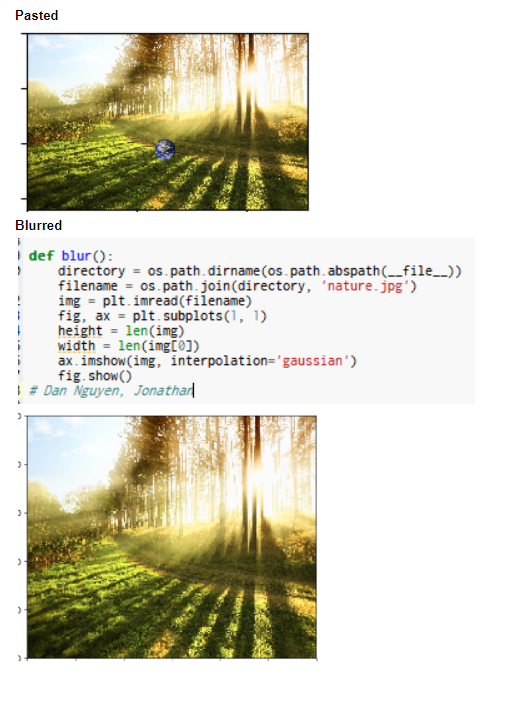 Pasted
Blurred
def blur():
directory = os.path.dirname(os.path.abspath(__file__))
filename = os.path.join(directory, 'nature.jpg')
img = plt.imread(filename)
fig, ax = plt.subplots(1, 1)
height = len(img)
width = len(img[0])
ax.imshow(img, interpolation='gaussian')
fig.show()
# Dan Nguyen, Jonathan